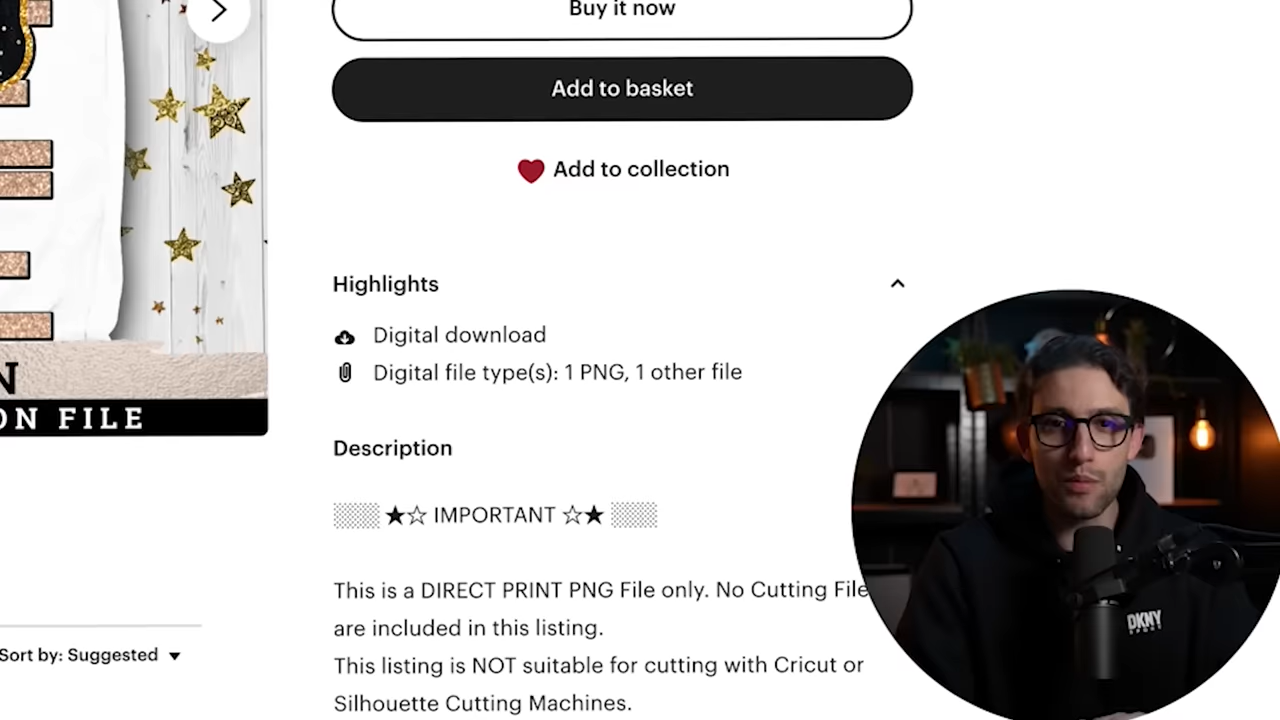 Buy it now
Add to basket
Add to collection
Highlights
Digital download
Digital file type(s): 1 PNG, 1 other file
N
ON FILE
Description
★☆ IMPORTANT ☆★
This is a DIRECT PRINT PNG File only. No Cutting File
are included in this listing.
This listing is NOT suitable for cutting with Cricut or
Silhouette Cutting Machines.
Sort by: Suggested
DKNY